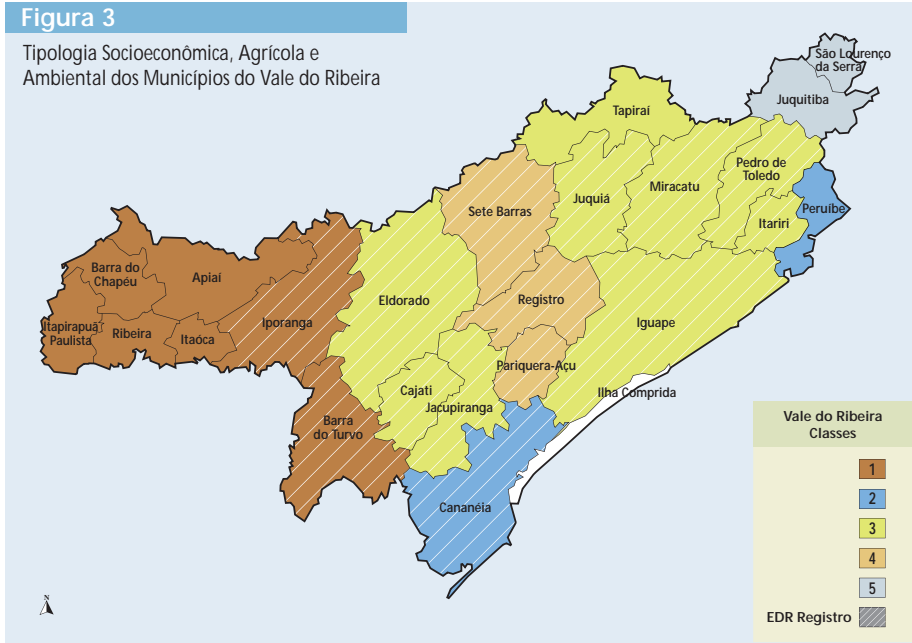 Figura 3
Tipologia Socioeconômica, Agrícola e
Ambiental dos Municípios do Vale do Ribeira
São Lourenço
da Serra
Juquitiba
Tapiraí
Pedro de
Toledo
Miracatu
Juquiá
Sete Barras
Peruíbe
Itariri
Barra do
Chapéu
Apiaí
Eldorado
Registro
Iguape
Iporanga
Itapirapuã
Paulista
Ribeira
Itaóca
Pariquera-Açu
Cajati
Ilha Comprida
Jacupiranga
Barra
do Turvo
Cananéia
Vale do Ribeira
Classes
1
2
3
4
5
EDR Registro
N